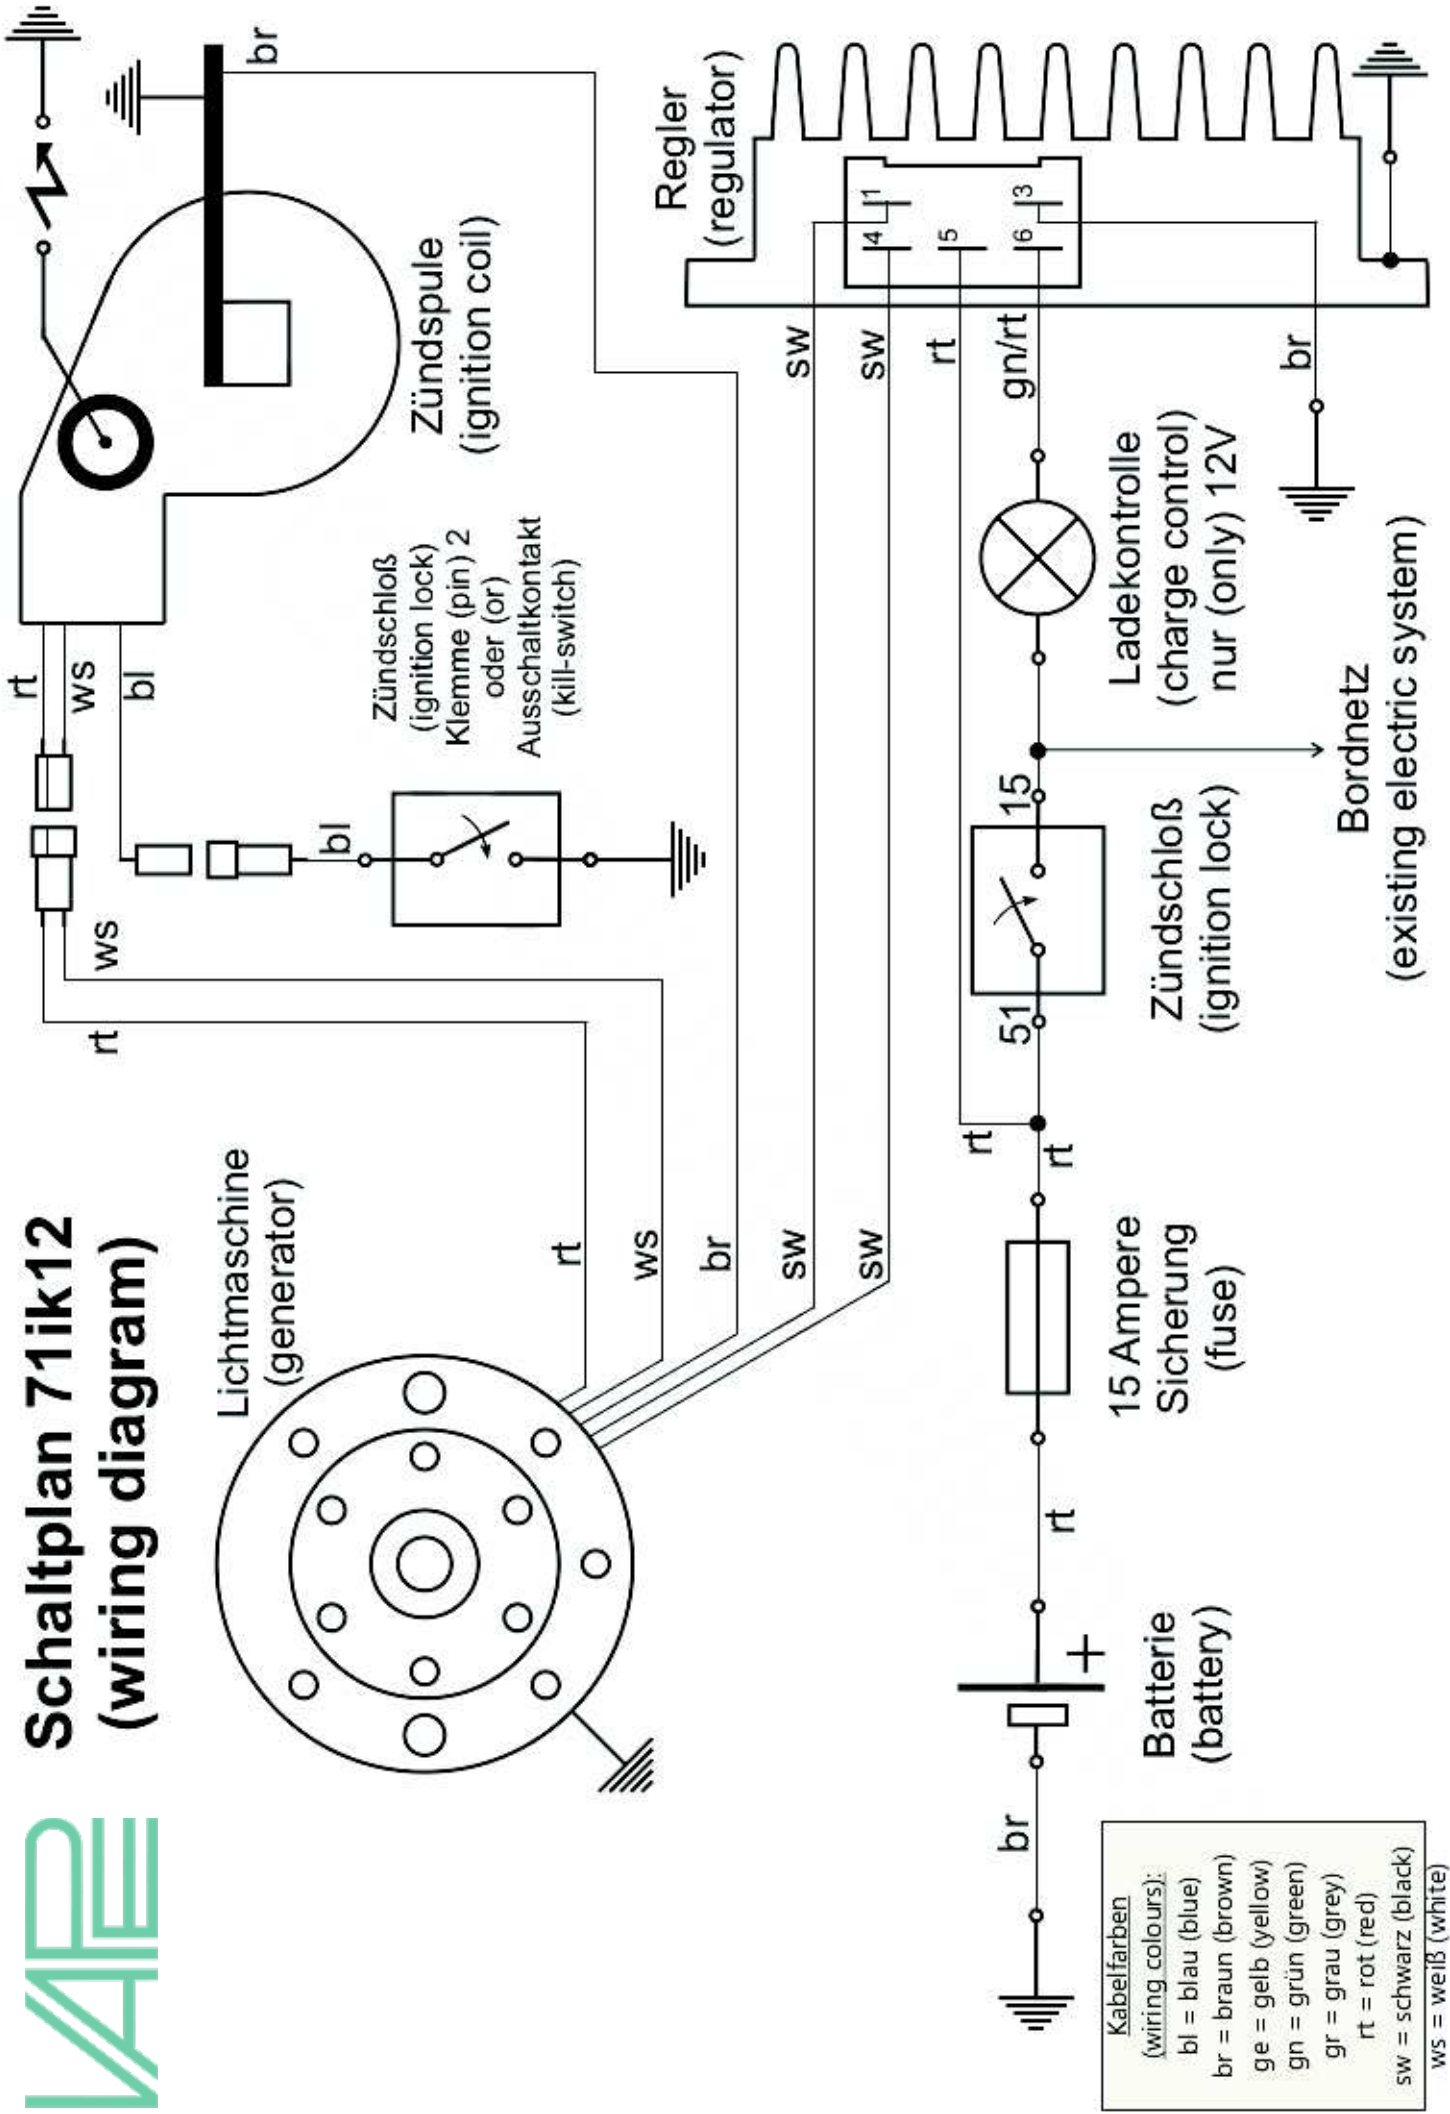 VAPE
Schaltplan 71ik12
(wiring diagram)
Lichtmaschine
(generator)
rt
ws
br
sw
sw
rt
ws
rt
ws
bl
bl
Zündschloß
(ignition lock)
Klemme (pin) 2
oder (or)
Ausschaltkontakt
(kill-switch)
Zündspule
(ignition coil)
br
Regler
(regulator)
1
4
5
3
6
sw
sw
rt
gn/rt
br
Ladekontrolle
(charge control)
nur (only) 12V
Bordnetz
(existing electric system)
15
51
Zündschloß
(ignition lock)
rt
rt
15 Ampere
Sicherung
(fuse)
rt
+
Batterie
(battery)
br
Kabelfarben
(wiring colours):
bl = blau (blue)
br = braun (brown)
ge = gelb (yellow)
gn = grün (green)
gr = grau (grey)
rt = rot (red)
sw = schwarz (black)
ws = weiß (white)